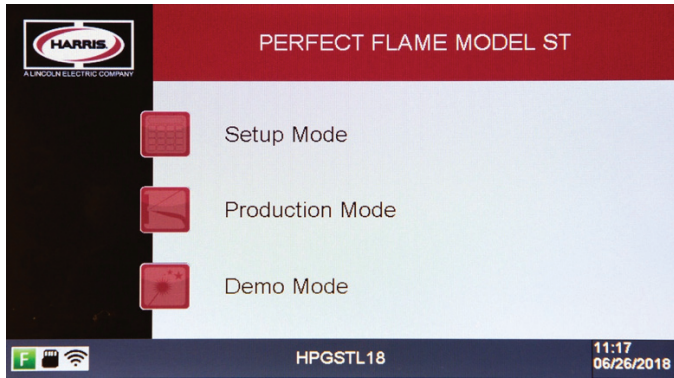 HARRIS
PERFECT FLAME MODEL ST
A LINCOLN ELECTRIC COMPANY
Setup Mode
Production Mode
Demo Mode
F
HPGSTL18
11:17
06/26/2018